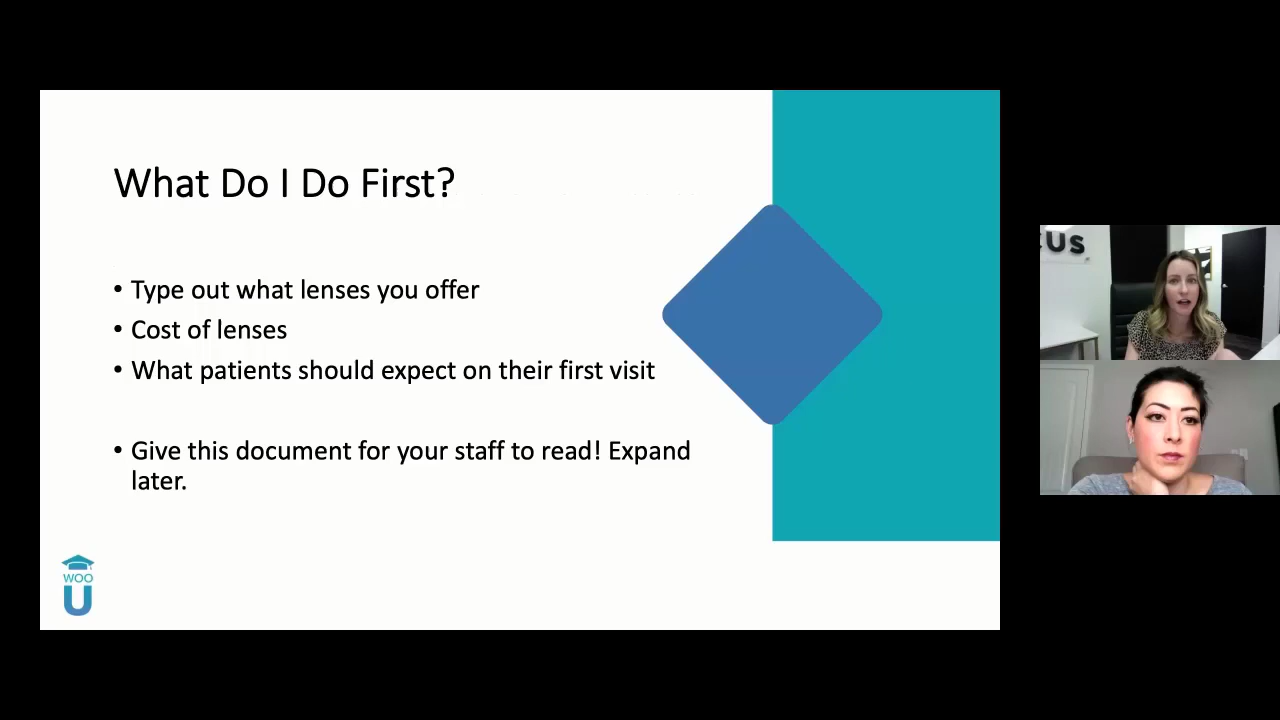 What Do I Do First?
• Type out what lenses you offer
• Cost of lenses
• What patients should expect on their first visit
• Give this document for your staff to read! Expand
later.
WOO
U
CUS